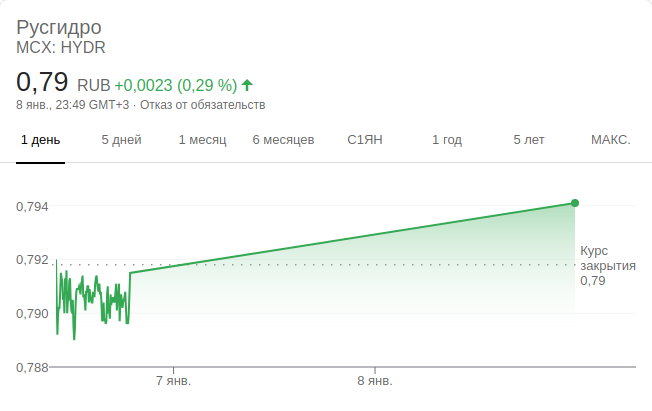 Русгидро
MCX: HYDR
0,79 RUB +0,0023 (0,29 %)
8 янв., 23:49 GMT+3 · Отказ от обязательств
1 день 5 дней 1 месяц 6 месяцев С1ЯН 1 год 5 лет МАКС.
0,794
0,792
0,790
0,788
Курс
закрытия
0,79
7 янв. 8 янв.